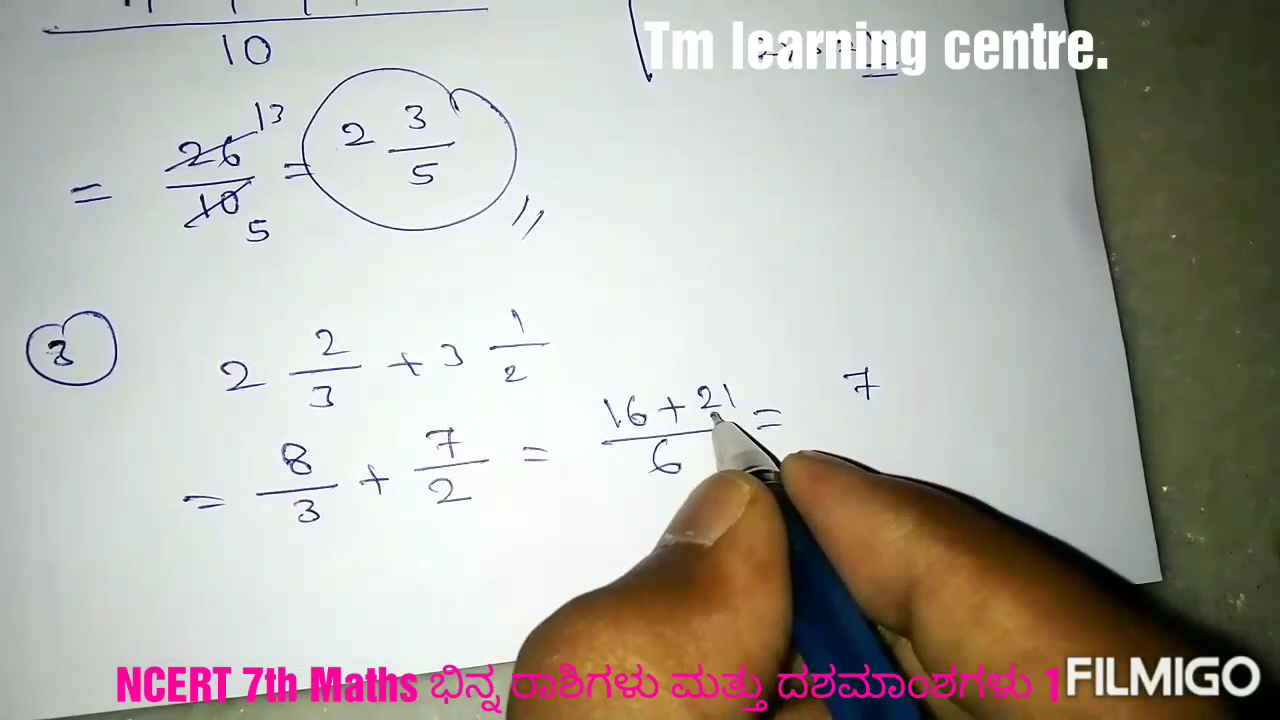 10
Tm learning centre.
= 26/10 13 5 = 2 3/5 //
3 2 2/3 + 3 1/2
= 8/3 + 7/2 = 16+21/6 = 7
NCERT 7th Maths ಭಿನ್ನ ರಾಶಿಗಳು ಮತ್ತು ದಶಮಾಂಶಗಳು 1
FILMIGO